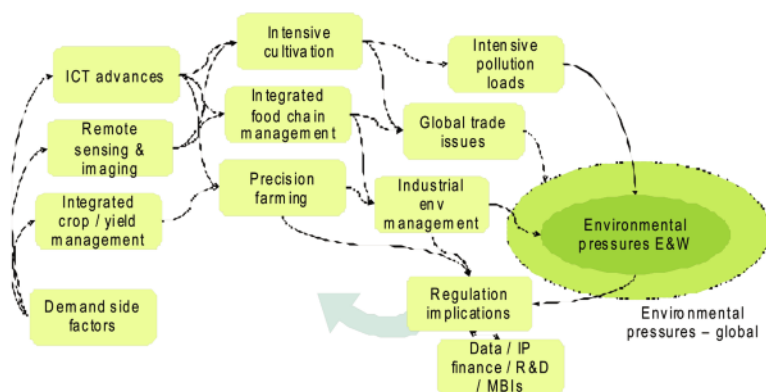 ICT advances
Remote
sensing &
imaging
Integrated
crop / yield
management
Demand side
factors
Intensive
cultivation
Integrated
food chain
management
Precision
farming
Intensive
pollution
loads
Global trade
issues
Industrial
env
management
Environmental
pressures E&W
Environmental
pressures – global
Regulation
implications
Data / IP
finance / R&D
/ MBIs